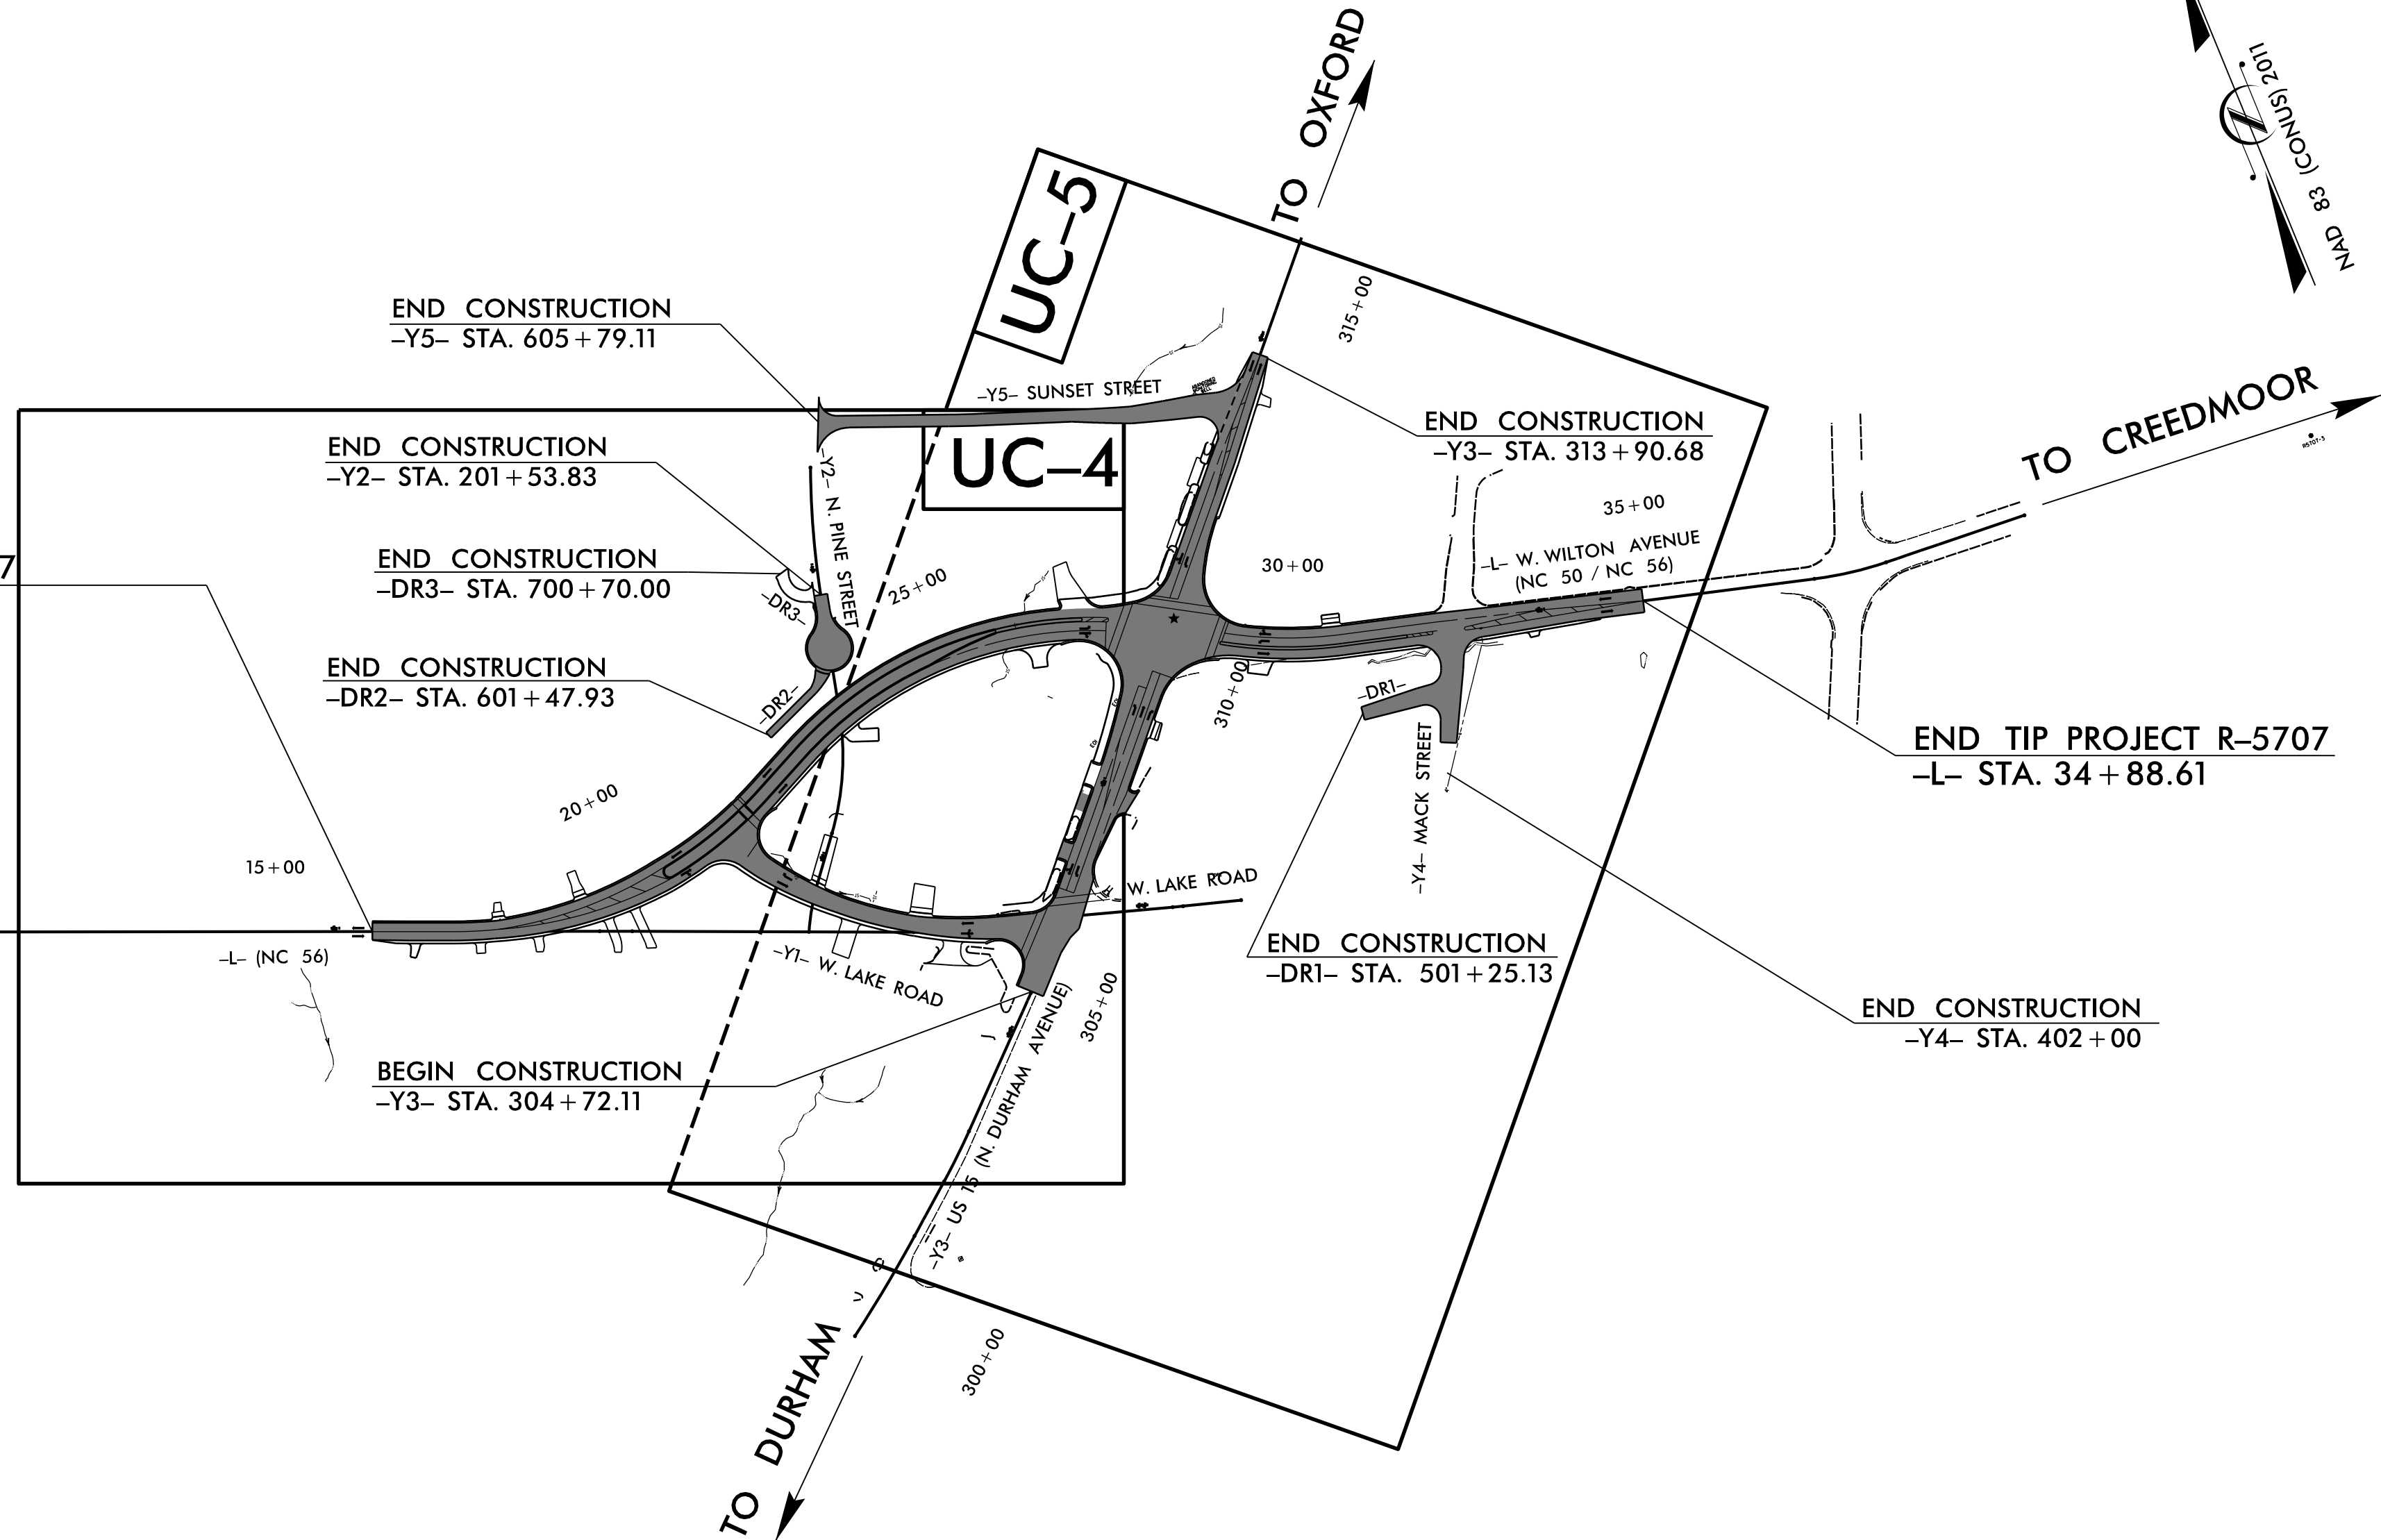 TO OXFORD
NAD 83 (CONUS) 2011
UC–5
315+00
END CONSTRUCTION
–Y5– STA. 605+79.11
–Y5– SUNSET STREET
TO CREEDMOOR
R5707-3
END CONSTRUCTION
–Y3– STA. 313+90.68
END CONSTRUCTION
–Y2– STA. 201+53.83
UC–4
–Y2– N. PINE STREET
35+00
–L– W. WILTON AVENUE
(NC 50 / NC 56)
7
END CONSTRUCTION
–DR3– STA. 700+70.00
–DR3–
25+00
30+00
END CONSTRUCTION
–DR2– STA. 601+47.93
–DR2–
310+00
–DR1–
END TIP PROJECT R–5707
–L– STA. 34+88.61
–Y4– MACK STREET
20+00
15+00
W. LAKE ROAD
–L– (NC 56)
–Y1– W. LAKE ROAD
END CONSTRUCTION
–DR1– STA. 501+25.13
305+00
END CONSTRUCTION
–Y4– STA. 402+00
BEGIN CONSTRUCTION
–Y3– STA. 304+72.11
–Y3– US 15 (N. DURHAM AVENUE)
300+00
TO DURHAM